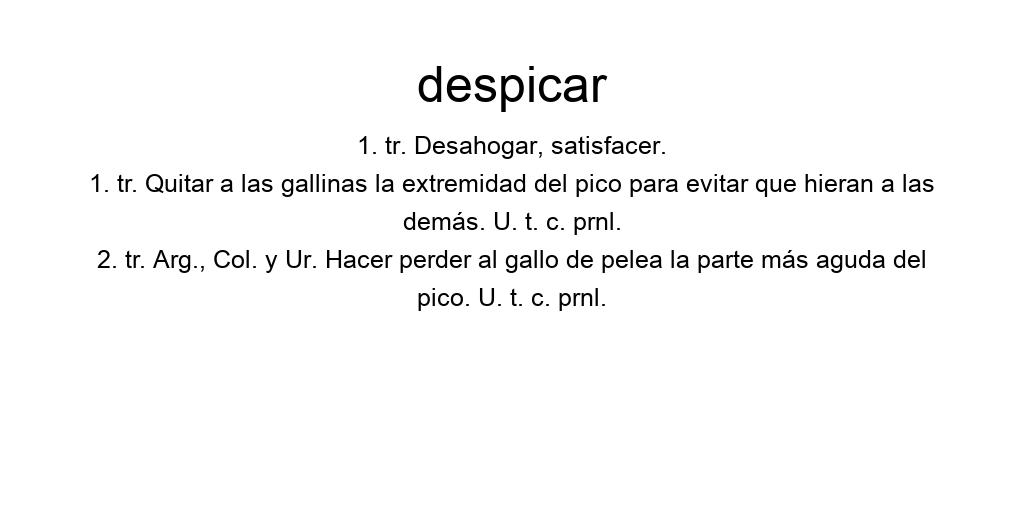 despicar
1. tr. Desahogar, satisfacer.
1. tr. Quitar a las gallinas la extremidad del pico para evitar que hieran a las
demás. U. t. c. prnl.
2. tr. Arg., Col. y Ur. Hacer perder al gallo de pelea la parte más aguda del
pico. U. t. c. prnl.